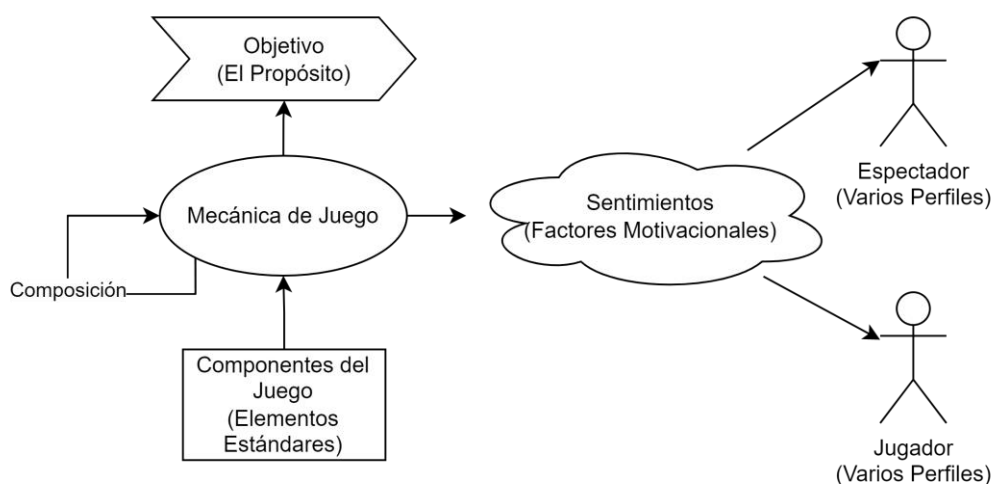 Objetivo
(El Propósito)
Mecánica de Juego
Composición
Componentes del
Juego
(Elementos
Estándares)
Sentimientos
(Factores Motivacionales)
Espectador
(Varios Perfiles)
Jugador
(Varios Perfiles)